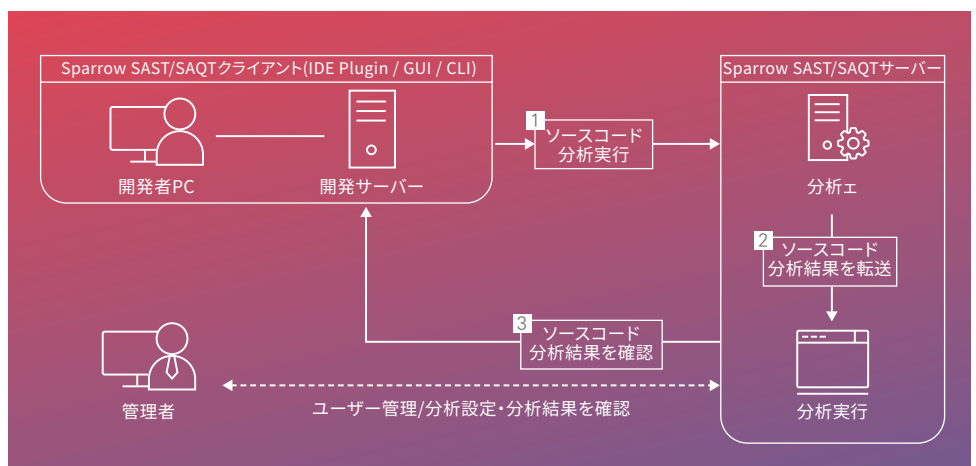 Sparrow SAST/SAQTクライアント(IDE Plugin / GUI / CLI)
Sparrow SAST/SAQTサーバー
開発者PC
開発サーバー
1
ソースコード
分析実行
分析ェ
2
ソースコード
分析結果を転送
3
ソースコード
分析結果を確認
管理者
ユーザー管理/分析設定・分析結果を確認
分析実行